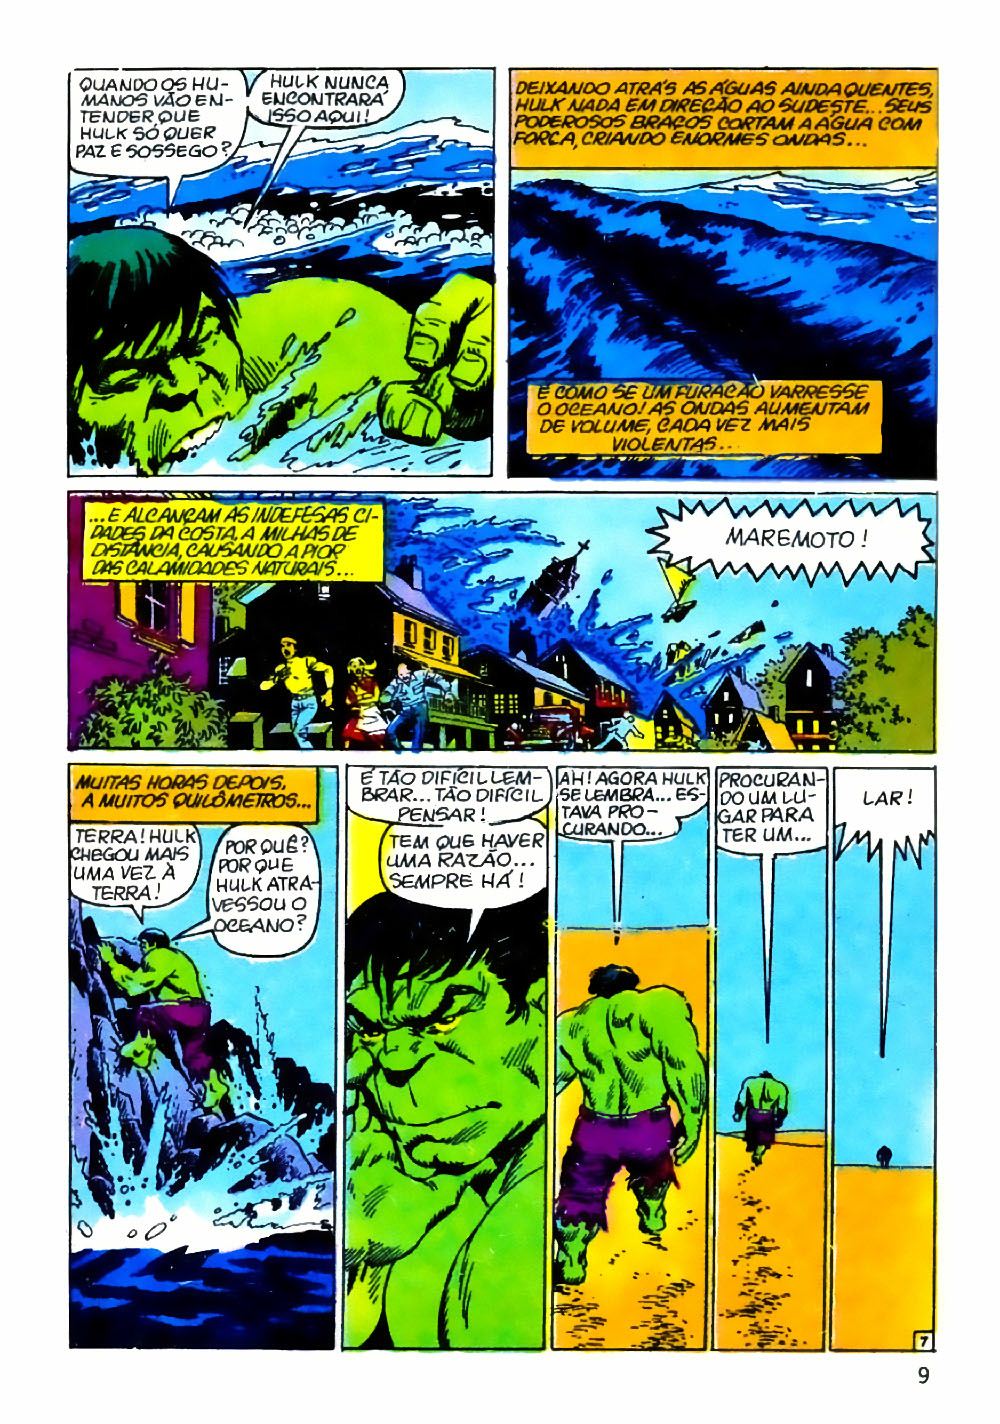 QUANDO OS HU-
MANOS VÃO EN-
TENDER QUE
HULK SÓ QUER
PAZ E SOSSEGO?
HULK NUNCA
ENCONTRARÁ
ISSO AQUI!
DEIXANDO ATRÁS AS ÁGUAS AINDA QUENTES,
HULK NADA EM DIREÇÃO AO SUDESTE... SEUS
PODEROSOS BRAÇOS CORTAM A ÁGUA COM
FORÇA, CRIANDO ENORMES ONDAS...
É COMO SE UM FURACÃO VARRESSE
O OCEANO! AS ONDAS AUMENTAM
DE VOLUME, CADA VEZ MAIS
VIOLENTAS...
...E ALCANÇAM AS INDEFESAS CI-
DADES DA COSTA, A MILHAS DE
DISTÂNCIA, CAUSANDO A PIOR
DAS CALAMIDADES NATURAIS...
MAREMOTO!
MUITAS HORAS DEPOIS,
A MUITOS QUILÔMETROS...
TERRA! HULK
CHEGOU MAIS
UMA VEZ À
TERRA!
POR QUÊ?
POR QUE
HULK ATRA-
VESSOU O
OCEANO?
É TÃO DIFÍCIL LEM-
BRAR... TÃO DIFÍCIL
PENSAR!
TEM QUE HAVER
UMA RAZÃO...
SEMPRE HÁ!
AH! AGORA HULK
SE LEMBRA... ES-
TAVA PRO-
CURANDO...
PROCURAN-
DO UM LU-
GAR PARA
TER UM...
LAR!
7
9